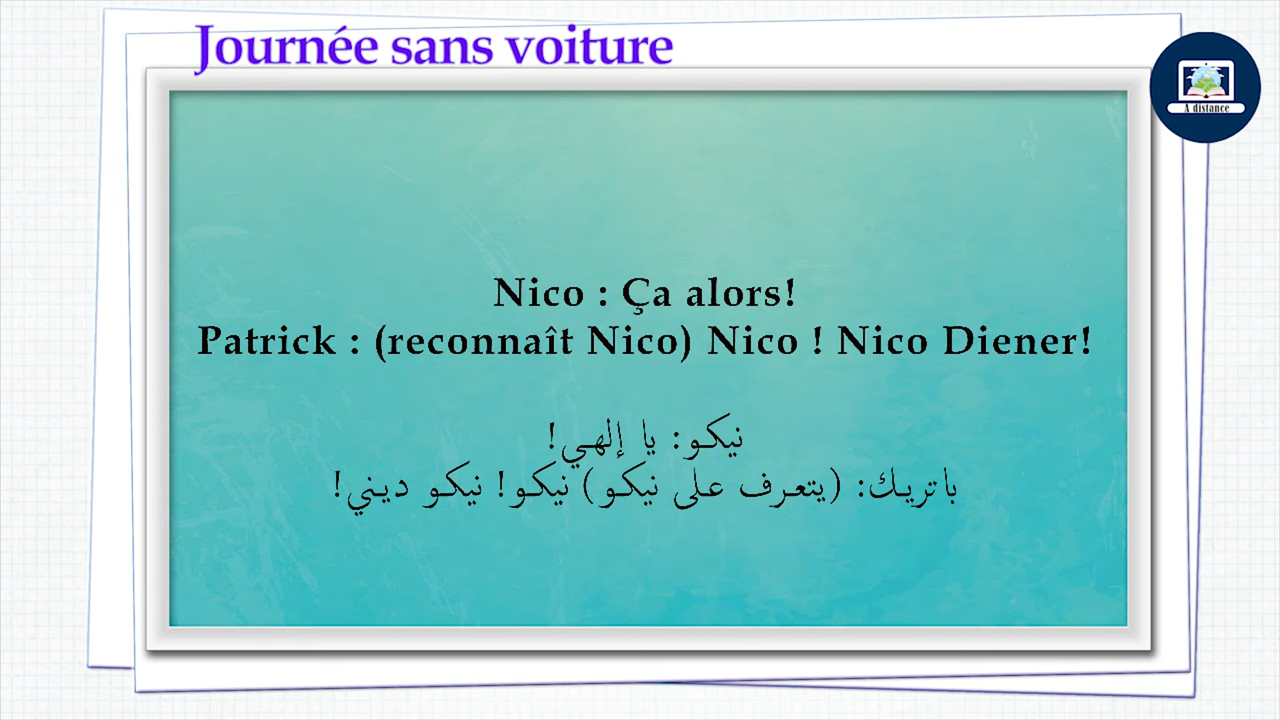 Journée sans voiture
A distance
Nico : Ça alors!
Patrick : (reconnaît Nico) Nico ! Nico Diener!
نيكو: يا إلهي!
باتريك: (يتعرف على نيكو) نيكو! نيكو ديني!